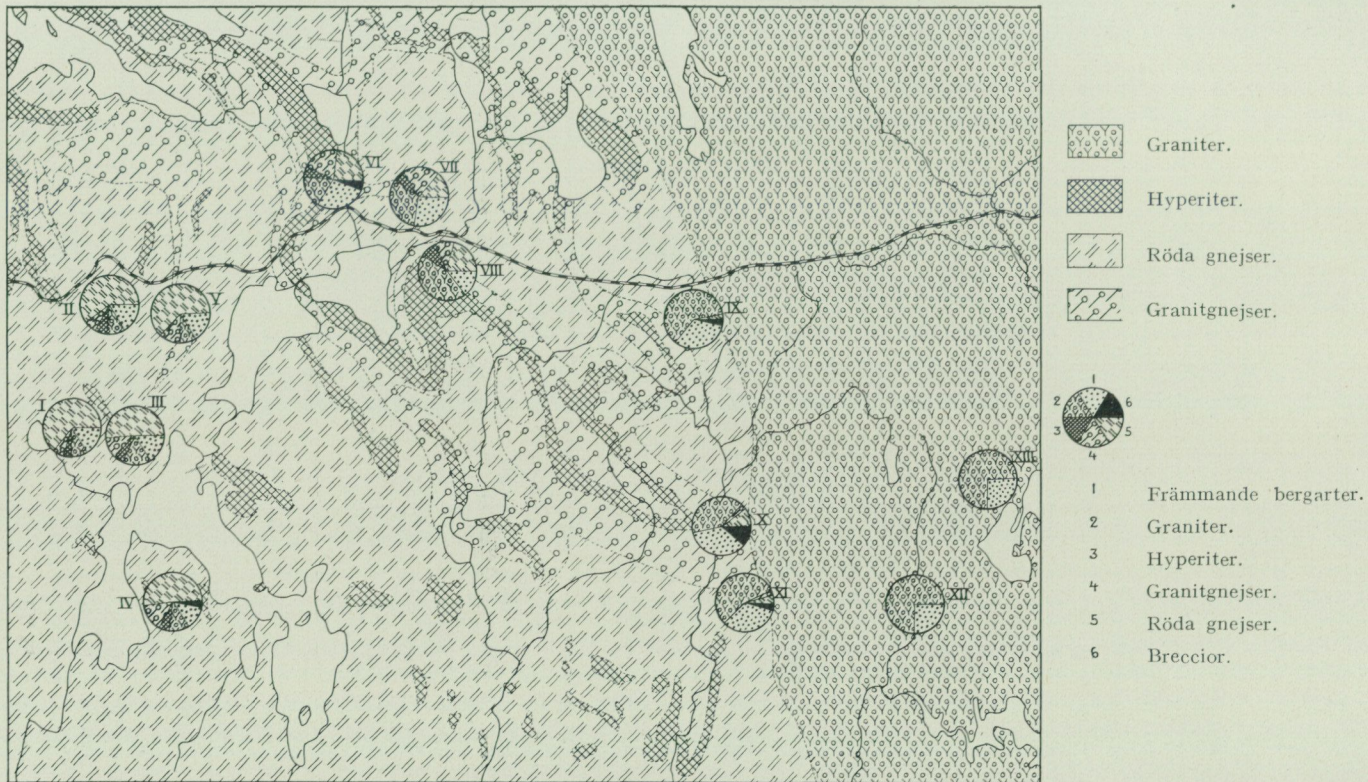 VI
VII
VIII
II
V
IX
I
III
XIII
X
IV
XI
XII
Graniter.
Hyperiter.
Röda gnejser.
Granitgnejser.
1
2
6
3
5
4
1 Främmande bergarter.
2 Graniter.
3 Hyperiter.
4 Granitgnejser.
5 Röda gnejser.
6 Breccior.